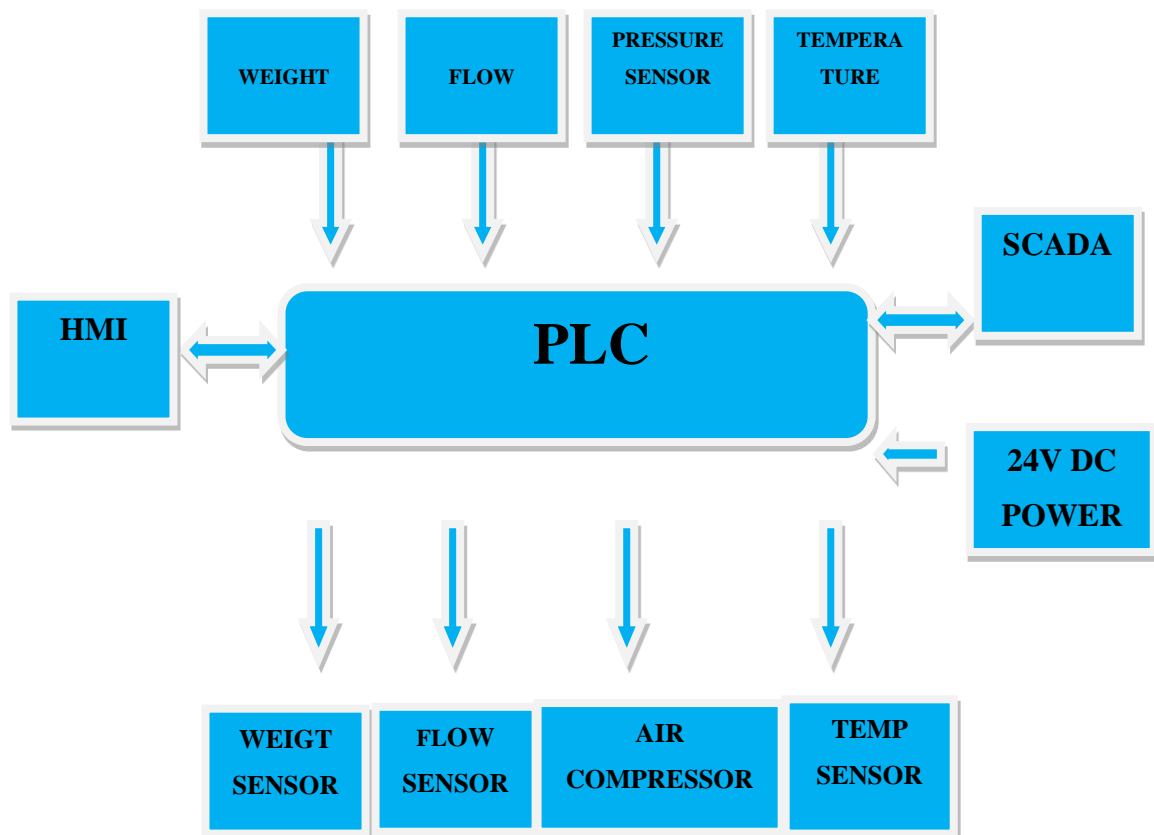 WEIGHT
FLOW
PRESSURE
SENSOR
TEMPERA
TURE
SCADA
HMI
PLC
24V DC
POWER
WEIGT
SENSOR
FLOW
SENSOR
AIR
COMPRESSOR
TEMP
SENSOR